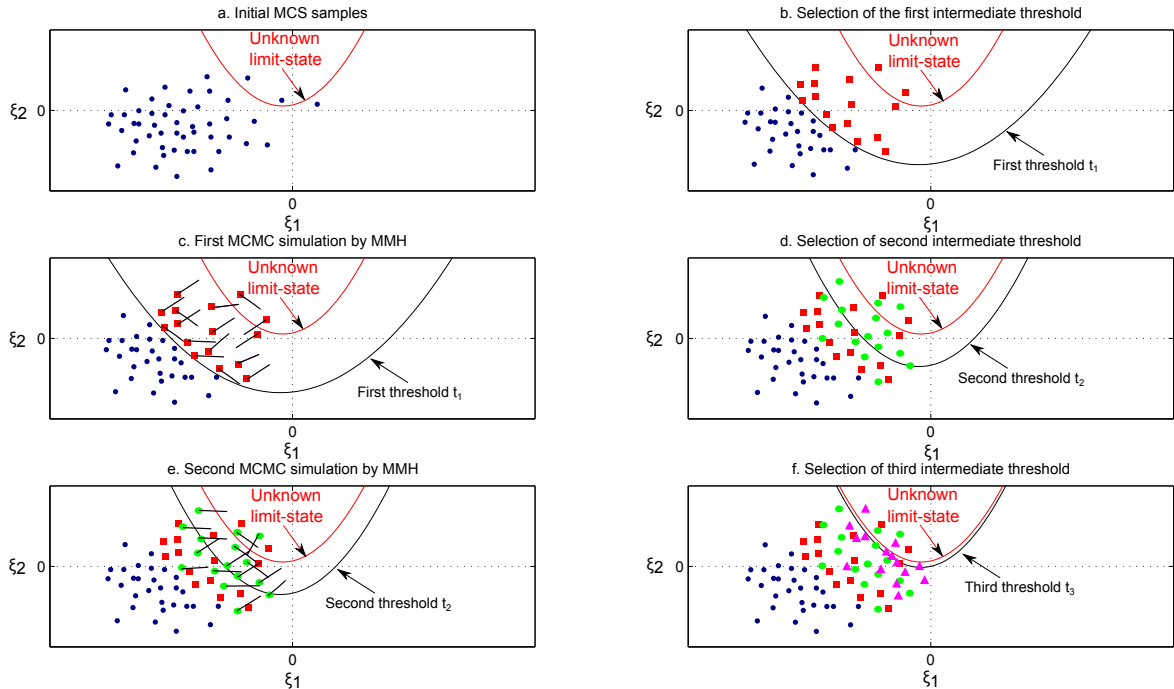 a. Initial MCS samples
Unknown
limit-state
ξ2
0
0
ξ1
b. Selection of the first intermediate threshold
Unknown
limit-state
First threshold t1
ξ2
0
0
ξ1
c. First MCMC simulation by MMH
Unknown
limit-state
First threshold t1
ξ2
0
0
ξ1
d. Selection of second intermediate threshold
Unknown
limit-state
Second threshold t2
ξ2
0
0
ξ1
e. Second MCMC simulation by MMH
Unknown
limit-state
Second threshold t2
ξ2
0
0
ξ1
f. Selection of third intermediate threshold
Unknown
limit-state
Third threshold t3
ξ2
0
0
ξ1